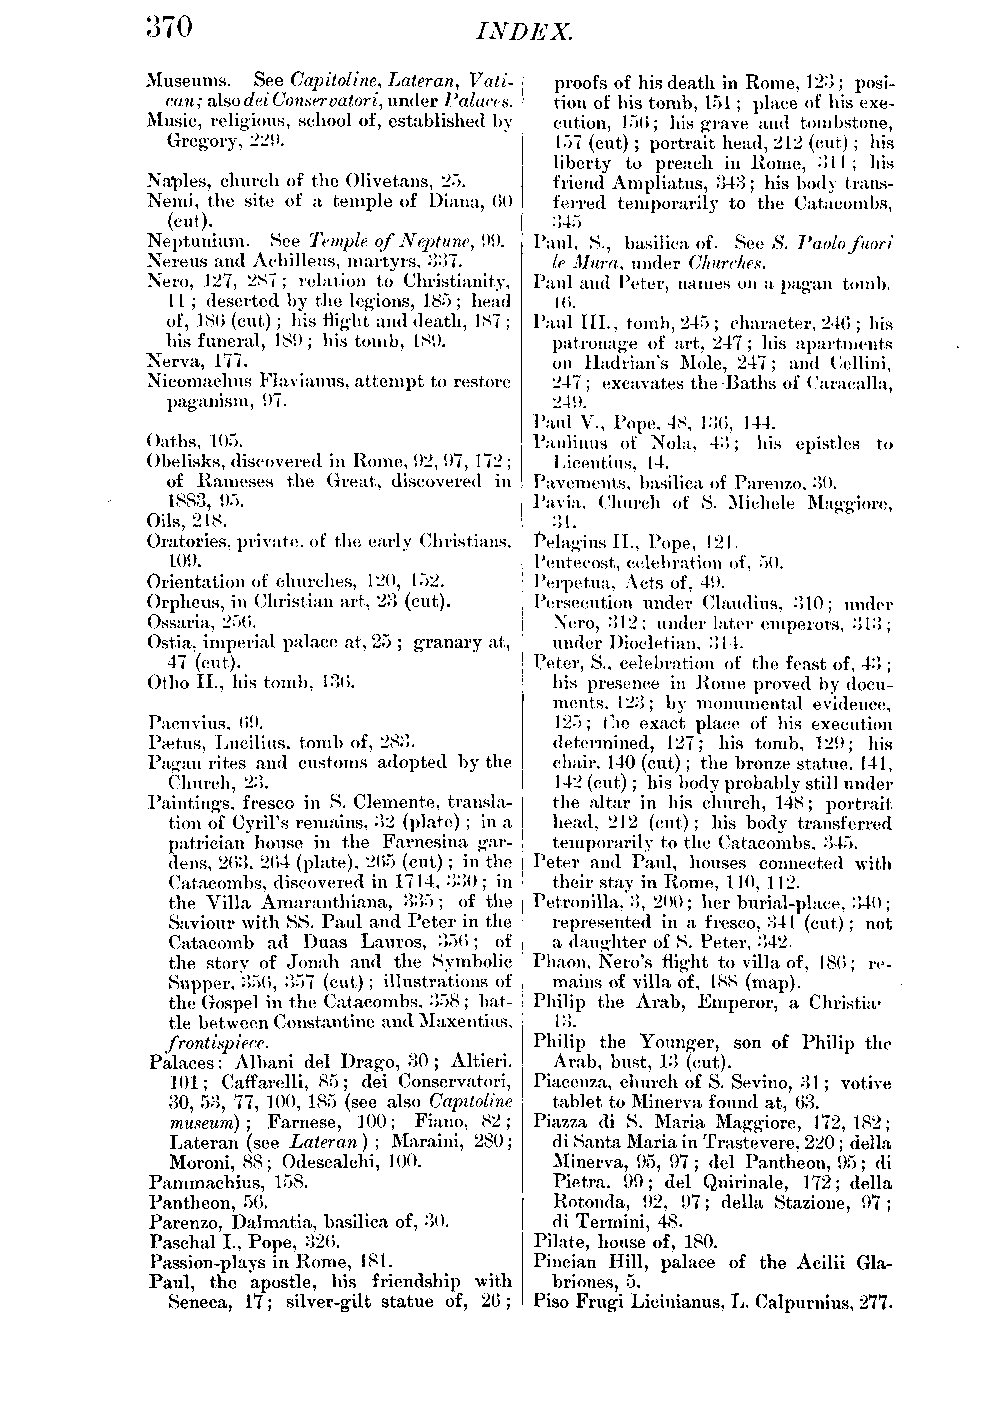 370
INDEX.
Museums. See Capitoline, Lateran, Vati-
can; also dei Conservatori, under Palaces.
Music, religious, school of, established by
Gregory, 229.
Naples, church of the Olivetans, 25.
Nemi, the site of a temple of Diana, 60
(cut).
Neptunium. See Temple of Neptune, 99.
Nereus and Achilleus, martyrs, 337.
Nero, 127, 287; relation to Christianity,
11; deserted by the legions, 185; head
of, 186 (cut); his flight and death, 187;
his funeral, 189; his tomb, 189.
Nerva, 177.
Nicomachus Flavianus, attempt to restore
paganism, 97.
Oaths, 105.
Obelisks, discovered in Rome, 92, 97, 172;
of Rameses the Great, discovered in
1883, 95.
Oils, 218.
Oratories, private, of the early Christians,
109.
Orientation of churches, 120, 152.
Orpheus, in Christian art, 23 (cut).
Ossaria, 256.
Ostia, imperial palace at, 25; granary at,
47 (cut).
Otho II., his tomb, 136.
Pacuvius, 69.
Pætus, Lucilius, tomb of, 283.
Pagan rites and customs adopted by the
Church, 23.
Paintings, fresco in S. Clemente, transla-
tion of Cyril's remains, 32 (plate); in a
patrician house in the Farnesina gar-
dens, 263, 264 (plate), 265 (cut); in the
Catacombs, discovered in 1714, 330; in
the Villa Amaranthiana, 335; of the
Saviour with SS. Paul and Peter in the
Catacomb ad Duas Lauros, 356; of
the story of Jonah and the Symbolic
Supper, 356, 357 (cut); illustrations of
the Gospel in the Catacombs, 358; bat-
tle between Constantine and Maxentius,
frontispiece.
Palaces: Albani del Drago, 30; Altieri,
101; Caffarelli, 85; dei Conservatori,
30, 53, 77, 100, 185 (see also Capitoline
museum); Farnese, 100; Fiano, 82;
Lateran (see Lateran); Maraini, 280;
Moroni, 88; Odescalchi, 100.
Pammachius, 158.
Pantheon, 56.
Parenzo, Dalmatia, basilica of, 30.
Paschal I., Pope, 326.
Passion-plays in Rome, 181.
Paul, the apostle, his friendship with
Seneca, 17; silver-gilt statue of, 26;
proofs of his death in Rome, 123; posi-
tion of his tomb, 151; place of his exe-
cution, 156; his grave and tombstone,
157 (cut); portrait head, 212 (cut); his
liberty to preach in Rome, 311; his
friend Ampliatus, 343; his body trans-
ferred temporarily to the Catacombs,
345
Paul, S., basilica of. See S. Paolo fuori
le Mura, under Churches.
Paul and Peter, names on a pagan tomb,
16.
Paul III., tomb, 245; character, 246; his
patronage of art, 247; his apartments
on Hadrian's Mole, 247; and Cellini,
247; excavates the Baths of Caracalla,
249.
Paul V., Pope, 48, 136, 144.
Paulinus of Nola, 43; his epistles to
Licentius, 14.
Pavements, basilica of Parenzo, 30.
Pavia, Church of S. Michele Maggiore,
31.
Pelagius II., Pope, 121.
Pentecost, celebration of, 50.
Perpetua, Acts of, 49.
Persecution under Claudius, 310; under
Nero, 312; under later emperors, 313;
under Diocletian, 314.
Peter, S., celebration of the feast of, 43;
his presence in Rome proved by docu-
ments, 123; by monumental evidence,
125; the exact place of his execution
determined, 127; his tomb, 129; his
chair, 140 (cut); the bronze statue, 141,
142 (cut); his body probably still under
the altar in his church, 148; portrait
head, 212 (cut); his body transferred
temporarily to the Catacombs, 345.
Peter and Paul, houses connected with
their stay in Rome, 110, 112.
Petronilla, 3, 200; her burial-place, 340;
represented in a fresco, 341 (cut); not
a daughter of S. Peter, 342.
Phaon, Nero's flight to villa of, 186; re-
mains of villa of, 188 (map).
Philip the Arab, Emperor, a Christia
13.
Philip the Younger, son of Philip the
Arab, bust, 13 (cut).
Piacenza, church of S. Sevino, 31; votive
tablet to Minerva found at, 63.
Piazza di S. Maria Maggiore, 172, 182;
di Santa Maria in Trastevere, 220; della
Minerva, 95, 97; del Pantheon, 95; di
Pietra, 99; del Quirinale, 172; della
Rotonda, 92, 97; della Stazione, 97;
di Termini, 48.
Pilate, house of, 180.
Pincian Hill, palace of the Acilii Gla-
briones, 5.
Piso Frugi Licinianus, L. Calpurnius, 277.